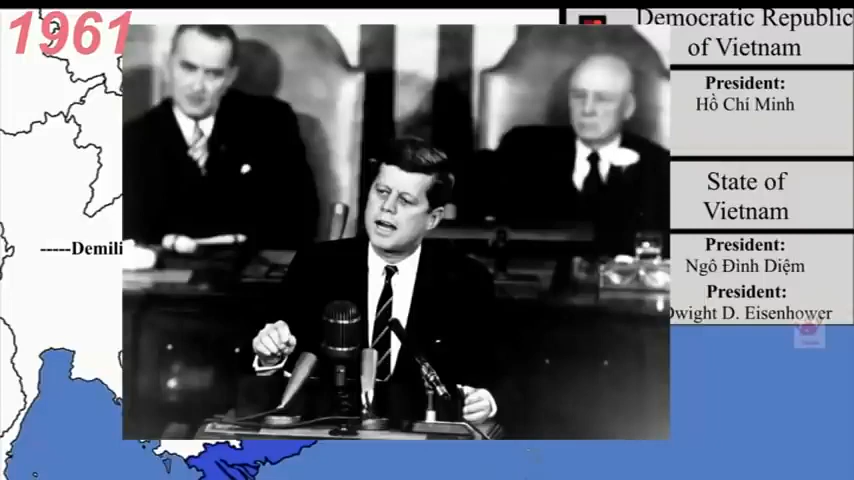 1961
Democratic Republic
of Vietnam
President:
Hồ Chí Minh
State of
Vietnam
President:
Ngô Đình Diệm
President:
Dwight D. Eisenhower
-----Demili